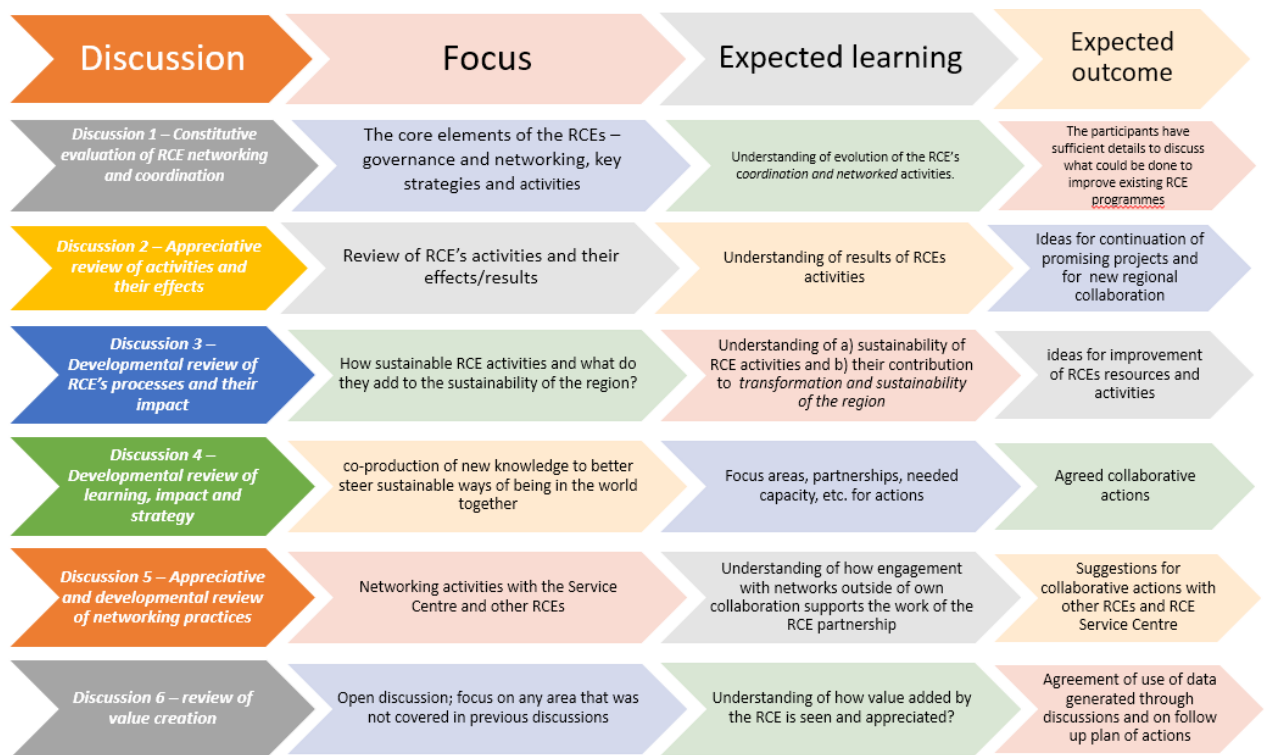 Discussion
Focus
Expected learning
Expected
outcome
Discussion 1 – Constitutive
evaluation of RCE networking
and coordination
The core elements of the RCEs –
governance and networking, key
strategies and activities
Understanding of evolution of the RCE's
coordination and networked activities.
The participants have
sufficient details to discuss
what could be done to
improve existing RCE
programmes
Discussion 2 – Appreciative
review of activities and
their effects
Review of RCE's activities and their
effects/results
Understanding of results of RCEs
activities
Ideas for continuation of
promising projects and
for new regional
collaboration
Discussion 3 –
Developmental review of
RCE's processes and their
impact
How sustainable RCE activities and what do
they add to the sustainability of the region?
Understanding of a) sustainability of
RCE activities and b) their contribution
to transformation and sustainability
of the region
ideas for improvement
of RCEs resources and
activities
Discussion 4 –
Developmental review of
learning, impact and
strategy
co-production of new knowledge to better
steer sustainable ways of being in the world
together
Focus areas, partnerships, needed
capacity, etc. for actions
Agreed collaborative
actions
Discussion 5 – Appreciative
and developmental review
of networking practices
Networking activities with the Service
Centre and other RCEs
Understanding of how engagement
with networks outside of own
collaboration supports the work of the
RCE partnership
Suggestions for
collaborative actions with
other RCEs and RCE
Service Centre
Discussion 6 – review of
value creation
Open discussion; focus on any area that was
not covered in previous discussions
Understanding of how value added by
the RCE is seen and appreciated?
Agreement of use of data
generated through
discussions and on follow
up plan of actions